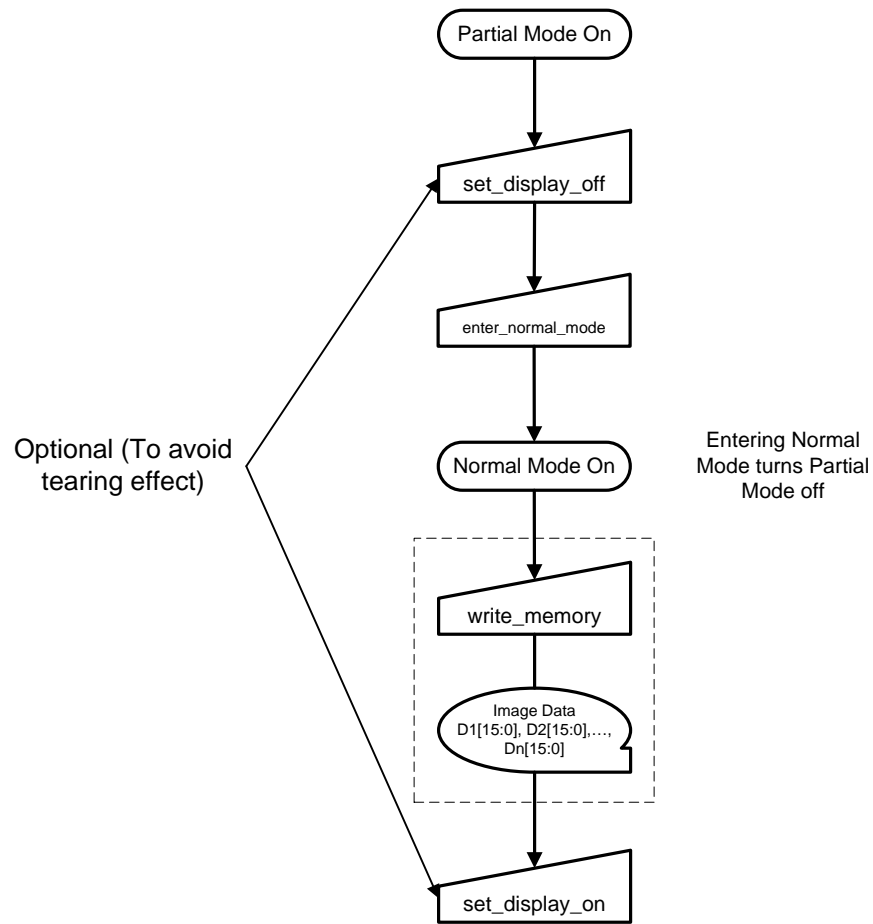 Partial Mode On
set_display_off
enter_normal_mode
Optional (To avoid
tearing effect)
Normal Mode On
Entering Normal
Mode turns Partial
Mode off
write_memory
Image Data
D1[15:0], D2[15:0],…,
Dn[15:0]
set_display_on